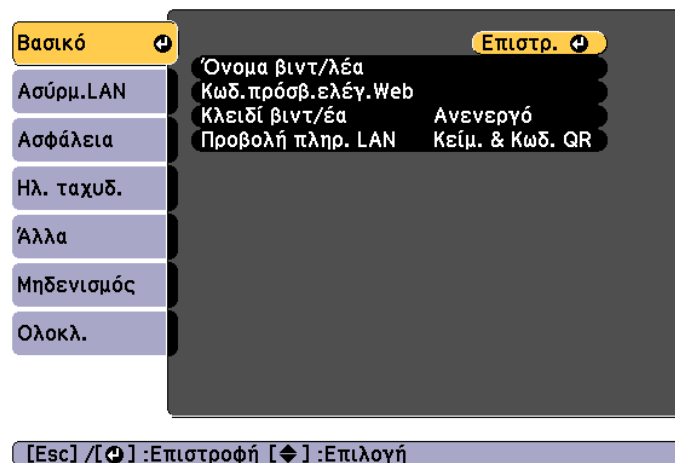 Βασικό
Επιστρ.
Όνομα βιντ/λέα
Ασύρμ.LAN
Κωδ.πρόσβ.ελέγ.Web
Κλειδί βιντ/έα Ανενεργό
Ασφάλεια
Προβολή πληρ. LAN Κείμ. & Κωδ. QR
Ηλ. ταχυδ.
Άλλα
Μηδενισμός
Ολοκλ.
[Esc] /[ ] :Επιστροφή [ ] :Επιλογή